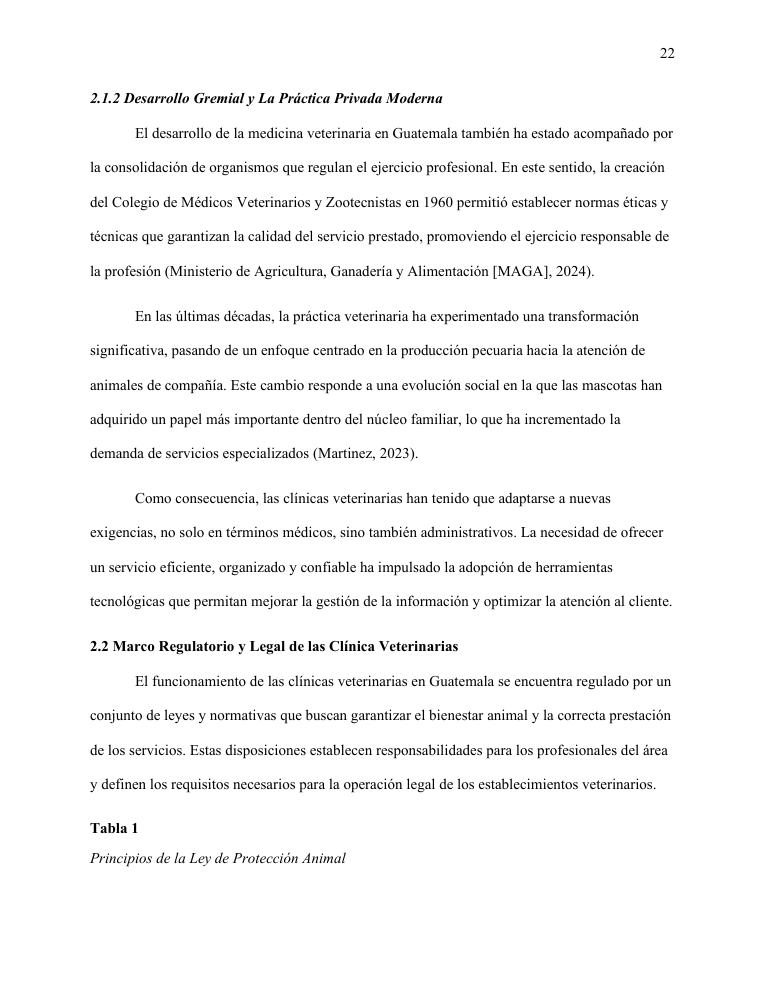 22
2.1.2 Desarrollo Gremial y La Práctica Privada Moderna
El desarrollo de la medicina veterinaria en Guatemala también ha estado acompañado por
la consolidación de organismos que regulan el ejercicio profesional. En este sentido, la creación
del Colegio de Médicos Veterinarios y Zootecnistas en 1960 permitió establecer normas éticas y
técnicas que garantizan la calidad del servicio prestado, promoviendo el ejercicio responsable de
la profesión (Ministerio de Agricultura, Ganadería y Alimentación [MAGA], 2024).
En las últimas décadas, la práctica veterinaria ha experimentado una transformación
significativa, pasando de un enfoque centrado en la producción pecuaria hacia la atención de
animales de compañía. Este cambio responde a una evolución social en la que las mascotas han
adquirido un papel más importante dentro del núcleo familiar, lo que ha incrementado la
demanda de servicios especializados (Martinez, 2023).
Como consecuencia, las clínicas veterinarias han tenido que adaptarse a nuevas
exigencias, no solo en términos médicos, sino también administrativos. La necesidad de ofrecer
un servicio eficiente, organizado y confiable ha impulsado la adopción de herramientas
tecnológicas que permitan mejorar la gestión de la información y optimizar la atención al cliente.
2.2 Marco Regulatorio y Legal de las Clínica Veterinarias
El funcionamiento de las clínicas veterinarias en Guatemala se encuentra regulado por un
conjunto de leyes y normativas que buscan garantizar el bienestar animal y la correcta prestación
de los servicios. Estas disposiciones establecen responsabilidades para los profesionales del área
y definen los requisitos necesarios para la operación legal de los establecimientos veterinarios.
Tabla 1
Principios de la Ley de Protección Animal